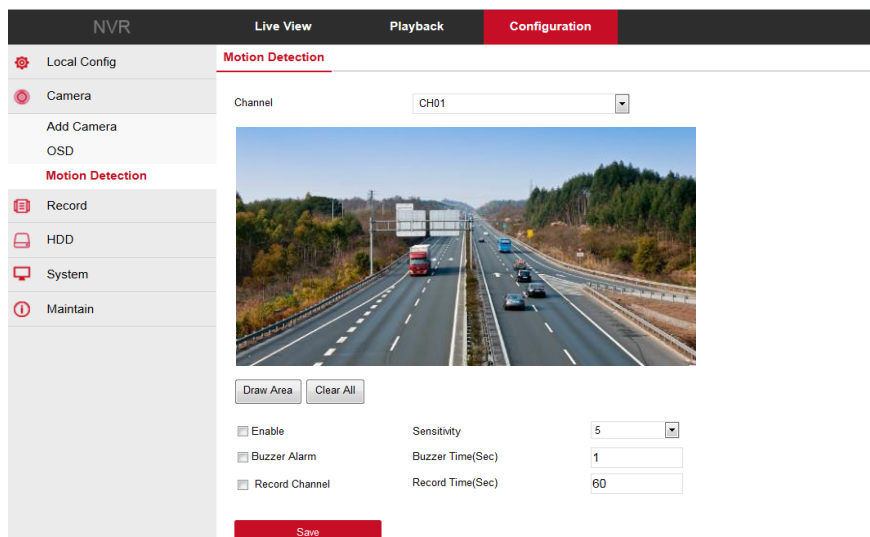 NVR Live View Playback Configuration
Local Config
Camera
Add Camera
OSD
Motion Detection
Record
HDD
System
Maintain
Motion Detection
Channel CH01
Draw Area Clear All
Enable Sensitivity 5
Buzzer Alarm Buzzer Time(Sec) 1
Record Channel Record Time(Sec) 60
Save